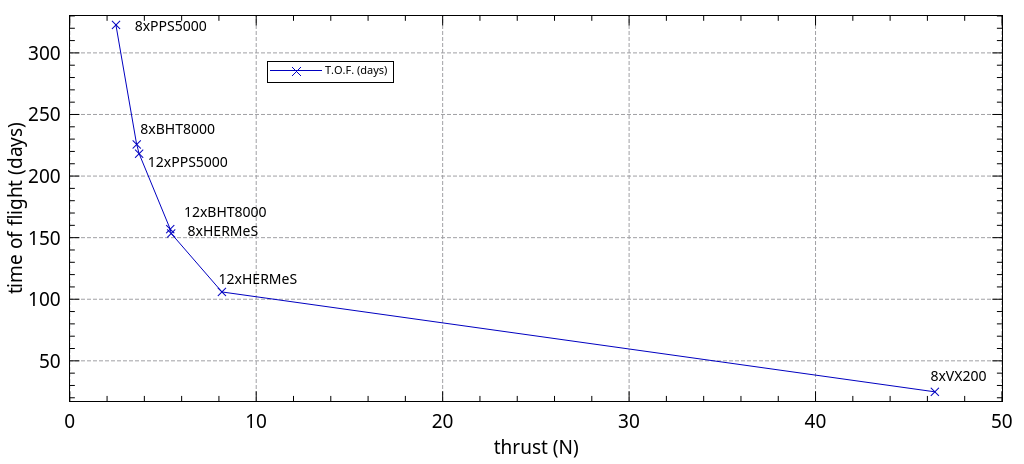 8xPPS5000
300
T.O.F. (days)
250
8xBHT8000
12xPPS5000
200
12xBHT8000
8xHERMeS
150
12xHERMeS
100
8xVX200
50
time of flight (days)
0 10 20 30 40 50
thrust (N)